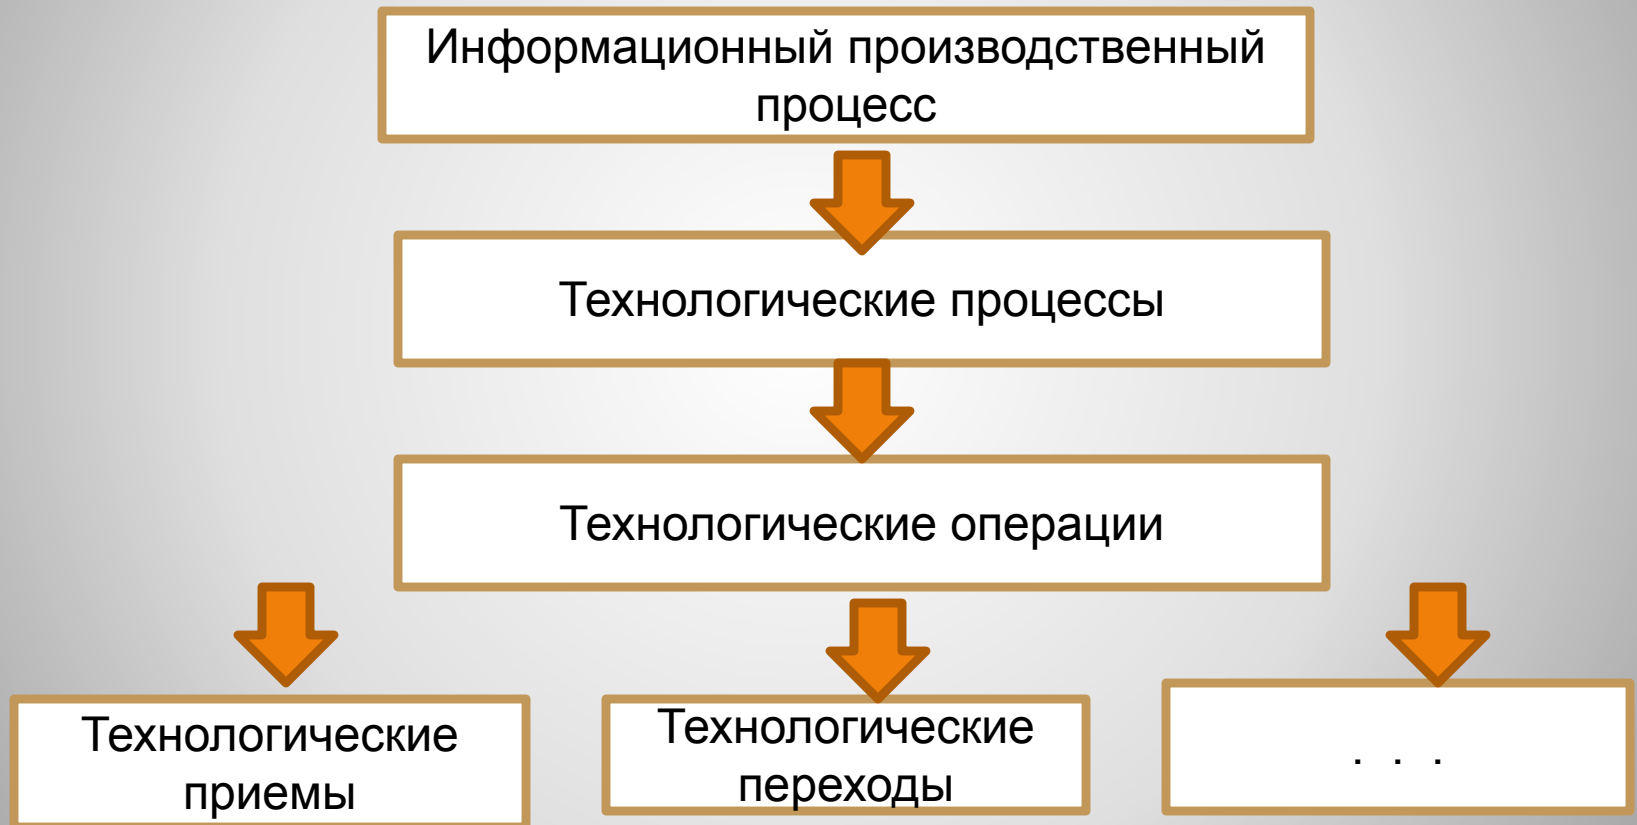 Информационный производственный
процесс
Технологические процессы
Технологические операции
Технологические
приемы
Технологические
переходы
. . .